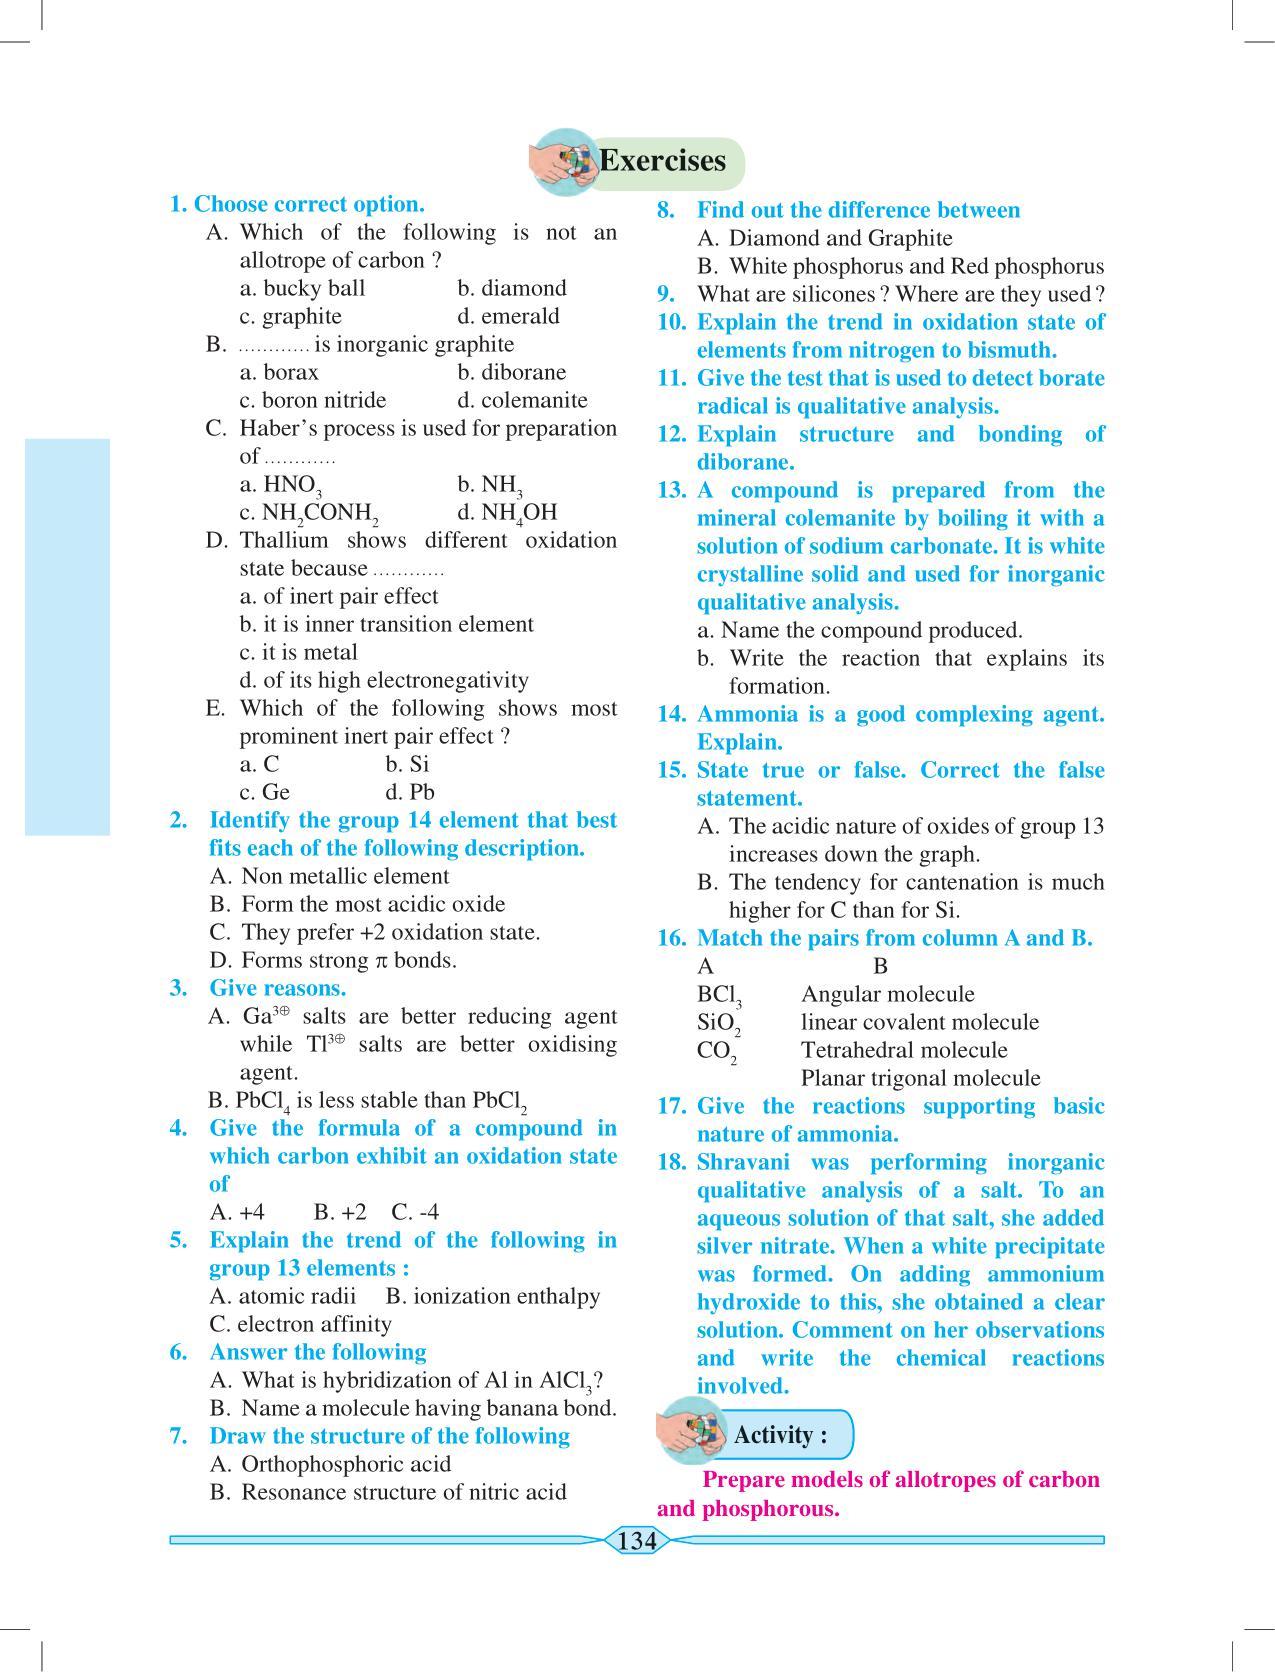 Exercises
1. Choose correct option.
A. Which of the following is not an
allotrope of carbon ?
a. bucky ball b. diamond
c. graphite d. emerald
B. ............ is inorganic graphite
a. borax b. diborane
c. boron nitride d. colemanite
C. Haber's process is used for preparation
of ............
a. HNO₃ b. NH₃
c. NH₂CONH₂ d. NH₄OH
D. Thallium shows different oxidation
state because ............
a. of inert pair effect
b. it is inner transition element
c. it is metal
d. of its high electronegativity
E. Which of the following shows most
prominent inert pair effect ?
a. C b. Si
c. Ge d. Pb
2. Identify the group 14 element that best
fits each of the following description.
A. Non metallic element
B. Form the most acidic oxide
C. They prefer +2 oxidation state.
D. Forms strong π bonds.
3. Give reasons.
A. Ga³⊕ salts are better reducing agent
while Tl³⊕ salts are better oxidising
agent.
B. PbCl₄ is less stable than PbCl₂
4. Give the formula of a compound in
which carbon exhibit an oxidation state
of
A. +4 B. +2 C. -4
5. Explain the trend of the following in
group 13 elements :
A. atomic radii B. ionization enthalpy
C. electron affinity
6. Answer the following
A. What is hybridization of Al in AlCl₃?
B. Name a molecule having banana bond.
7. Draw the structure of the following
A. Orthophosphoric acid
B. Resonance structure of nitric acid
8. Find out the difference between
A. Diamond and Graphite
B. White phosphorus and Red phosphorus
9. What are silicones ? Where are they used ?
10. Explain the trend in oxidation state of
elements from nitrogen to bismuth.
11. Give the test that is used to detect borate
radical is qualitative analysis.
12. Explain structure and bonding of
diborane.
13. A compound is prepared from the
mineral colemanite by boiling it with a
solution of sodium carbonate. It is white
crystalline solid and used for inorganic
qualitative analysis.
a. Name the compound produced.
b. Write the reaction that explains its
formation.
14. Ammonia is a good complexing agent.
Explain.
15. State true or false. Correct the false
statement.
A. The acidic nature of oxides of group 13
increases down the graph.
B. The tendency for cantenation is much
higher for C than for Si.
16. Match the pairs from column A and B.
A B
BCl₃ Angular molecule
SiO₂ linear covalent molecule
CO₂ Tetrahedral molecule
Planar trigonal molecule
17. Give the reactions supporting basic
nature of ammonia.
18. Shravani was performing inorganic
qualitative analysis of a salt. To an
aqueous solution of that salt, she added
silver nitrate. When a white precipitate
was formed. On adding ammonium
hydroxide to this, she obtained a clear
solution. Comment on her observations
and write the chemical reactions
involved.
Activity :
Prepare models of allotropes of carbon
and phosphorous.
134